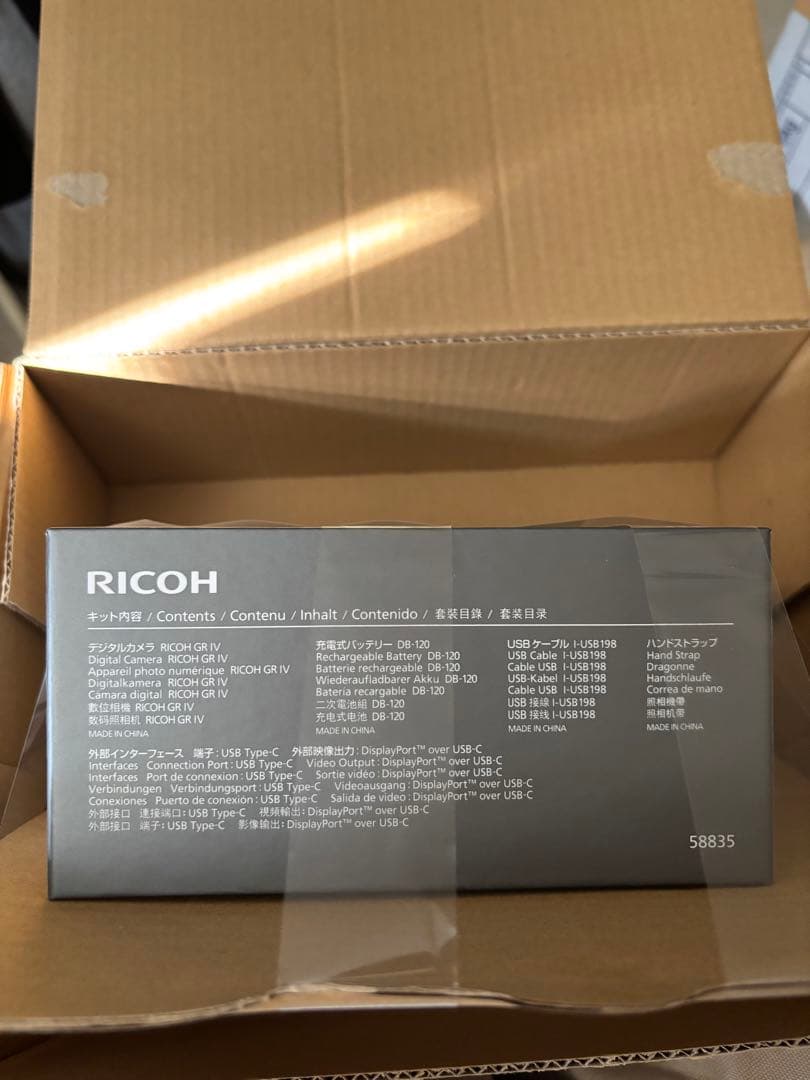 RICOH
キット内容 / Contents / Contenu / Inhalt / Contenido / 套裝目錄 / 套装目录
デジタルカメラ RICOH GR IV
Digital Camera RICOH GR IV
Appareil photo numérique RICOH GR IV
Digitalkamera RICOH GR IV
Cámara digital RICOH GR IV
數位相機 RICOH GR IV
数码照相机 RICOH GR IV
MADE IN CHINA
充電式バッテリー DB-120
Rechargeable Battery DB-120
Batterie rechargeable DB-120
Wiederaufladbarer Akku DB-120
Batería recargable DB-120
二次電池組 DB-120
充电式电池 DB-120
MADE IN CHINA
USB ケーブル I-USB198
USB Cable I-USB198
Cable USB I-USB198
USB-Kabel I-USB198
Cable USB I-USB198
USB 接線 I-USB198
USB 接线 I-USB198
MADE IN CHINA
ハンドストラップ
Hand Strap
Dragonne
Handschlaufe
Correa de mano
照相機帶
照相机带
MADE IN CHINA
外部インターフェース 端子：USB Type-C 外部映像出力：DisplayPort™ over USB-C
Interfaces Connection Port : USB Type-C Video Output : DisplayPort™ over USB-C
Interfaces Port de connexion : USB Type-C Sortie vidéo : DisplayPort™ over USB-C
Verbindungen Verbindungsport : USB Type-C Videoausgang : DisplayPort™ over USB-C
Conexiones Puerto de conexión : USB Type-C Salida de video : DisplayPort™ over USB-C
外部接口 連接端口：USB Type-C 視頻輸出：DisplayPort™ over USB-C
外部接口 端子：USB Type-C 影像输出：DisplayPort™ over USB-C
58835